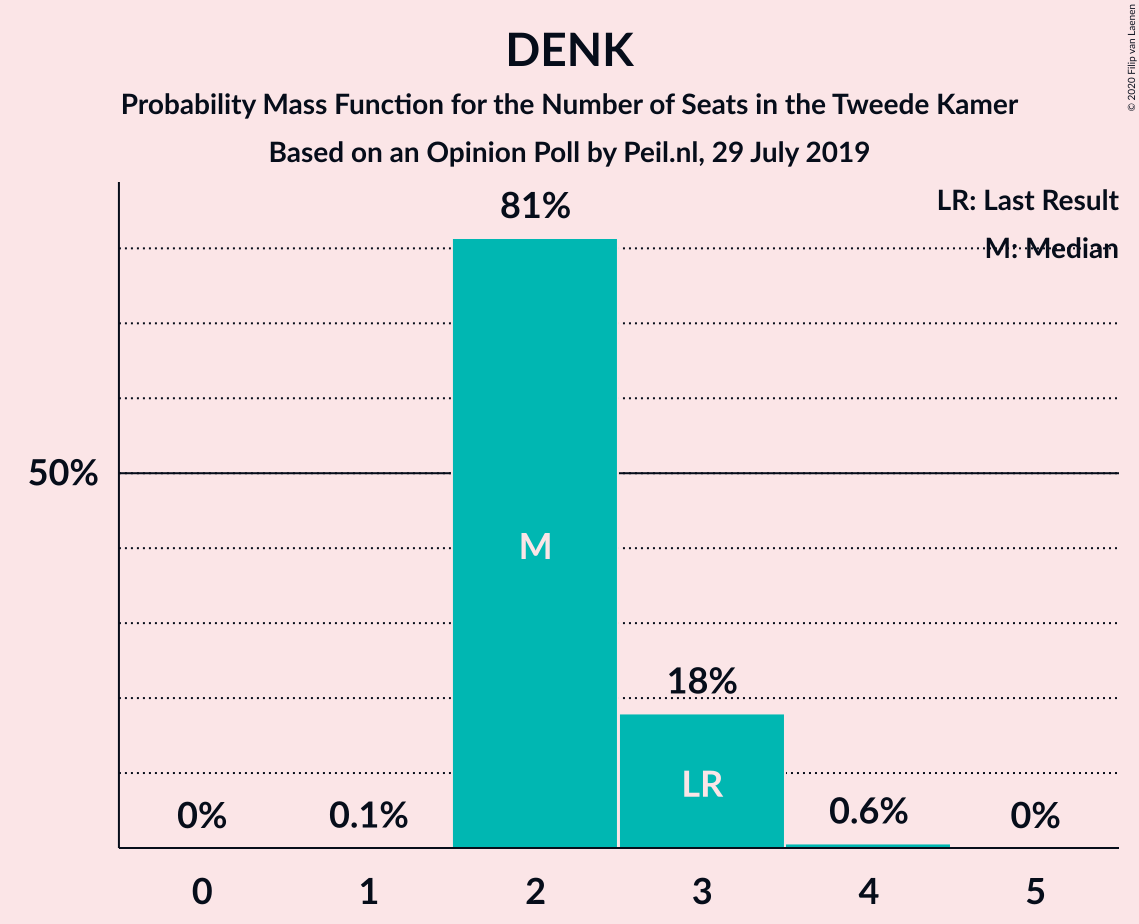 DENK
Probability Mass Function for the Number of Seats in the Tweede Kamer
Based on an Opinion Poll by Peil.nl, 29 July 2019
© 2020 Filip van Laenen
LR: Last Result
M: Median
81%
50%
M
18%
LR
0%
0.1%
0.6%
0%
0 1 2 3 4 5